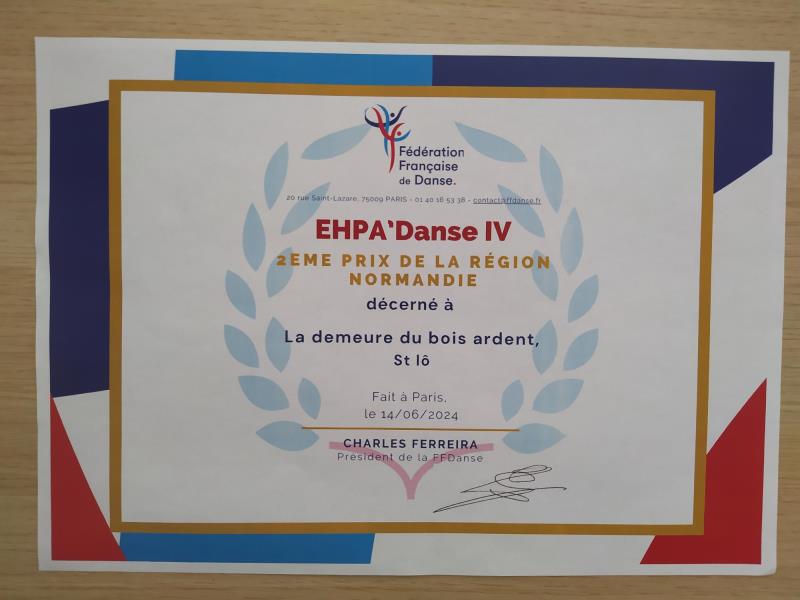 Fédération
Française
de Danse.
20 rue Saint-Lazare, 75009 PARIS - 01 40 16 53 38 - contact@ffdanse.fr
EHPA'Danse IV
2EME PRIX DE LA RÉGION
NORMANDIE
décerné à
La demeure du bois ardent,
St lô
Fait à Paris,
le 14/06/2024
CHARLES FERREIRA
Président de la FFDanse